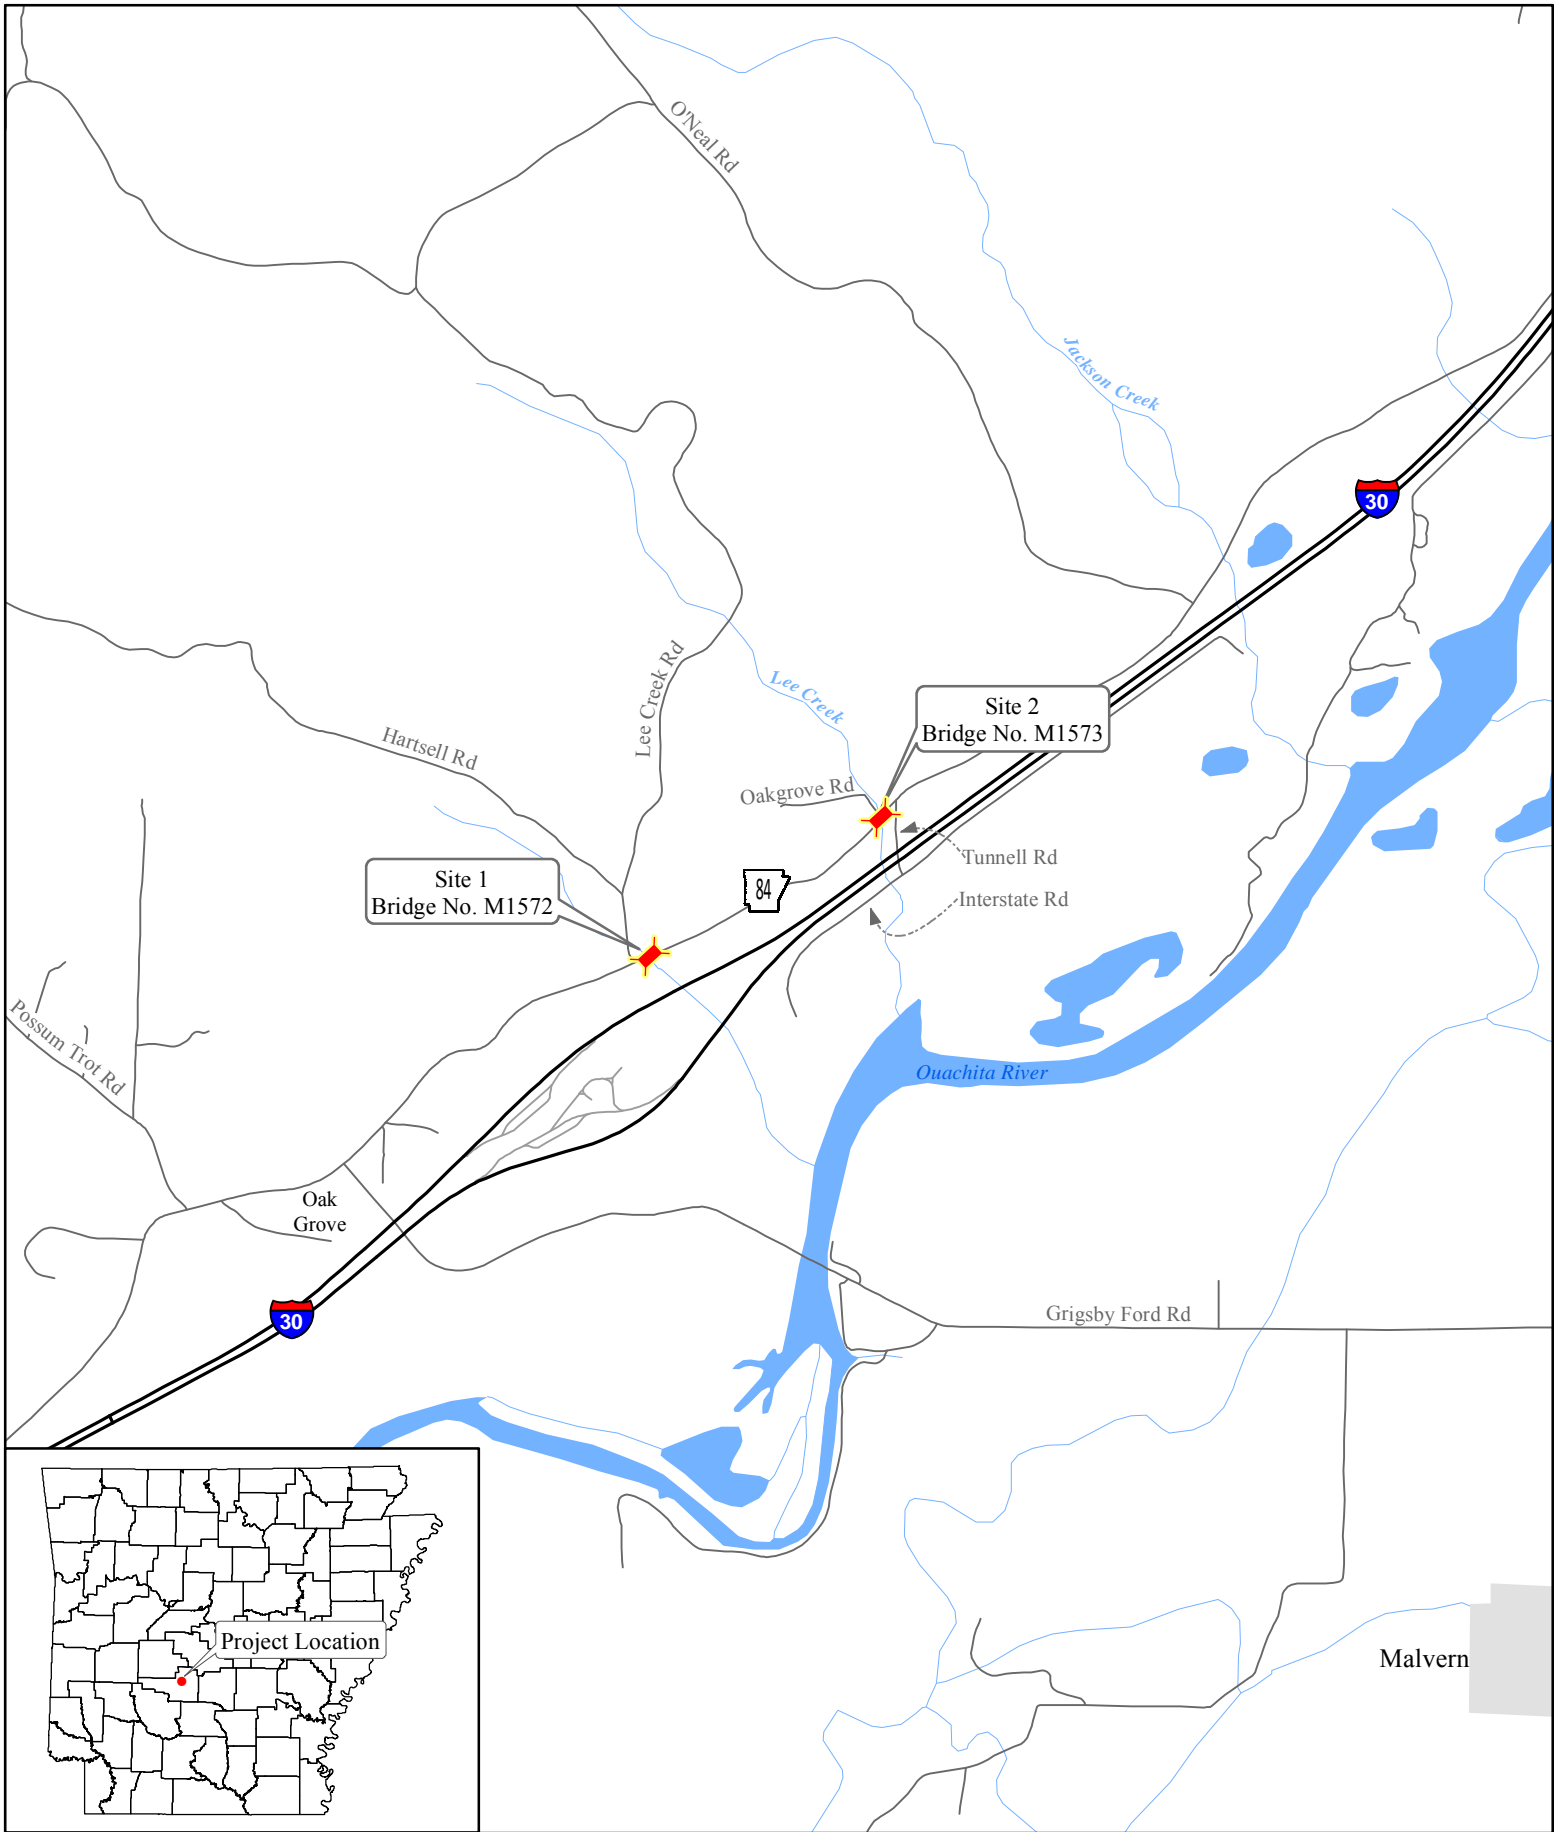 O'Neal Rd
Jackson Creek
30
Lee Creek Rd
Lee Creek
Site 2
Bridge No. M1573
Hartsell Rd
Oakgrove Rd
Tunnell Rd
Site 1
Bridge No. M1572
84
Interstate Rd
Possum Trot Rd
Ouachita River
Oak
Grove
30
Grigsby Ford Rd
Project Location
Malvern